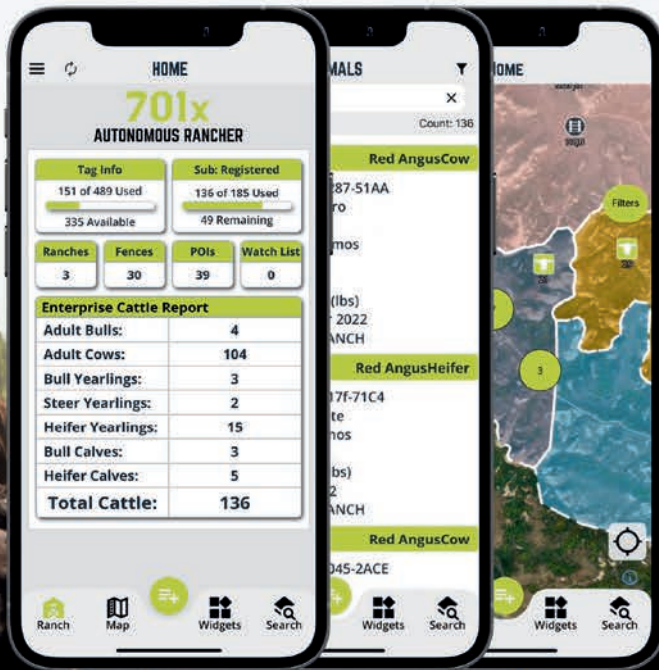 HOME
701x
AUTONOMOUS RANCHER
Tag Info
151 of 489 Used
335 Available
Sub: Registered
136 of 185 Used
49 Remaining
Ranches
3
Fences
30
POIs
39
Watch List
0
Enterprise Cattle Report
Adult Bulls: 4
Adult Cows: 104
Bull Yearlings: 3
Steer Yearlings: 2
Heifer Yearlings: 15
Bull Calves: 3
Heifer Calves: 5
Total Cattle: 136
Ranch
Map
Widgets
Search
MALS
Count: 136
Red AngusCow
287-51AA
ro
mos
(lbs)
2022
ANCH
Red AngusHeifer
17f-71C4
te
nos
bs)
2
ANCH
Red AngusCow
045-2ACE
Widgets
Search
HOME
Filters
3
Widgets
Search